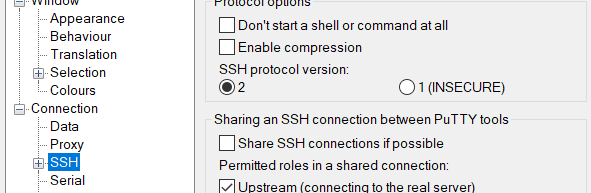 Window
Appearance
Behaviour
Translation
Selection
Colours
Connection
Data
Proxy
SSH
Serial
Protocol options
Don't start a shell or command at all
Enable compression
SSH protocol version:
2 1 (INSECURE)
Sharing an SSH connection between PuTTY tools
Share SSH connections if possible
Permitted roles in a shared connection:
Upstream (connecting to the real server)